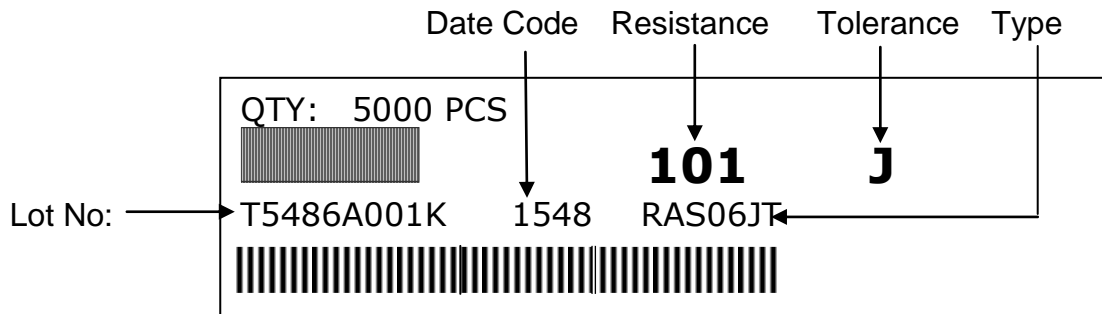 Date Code Resistance Tolerance Type
QTY: 5000 PCS
101 J
Lot No: T5486A001K 1548 RAS06JT